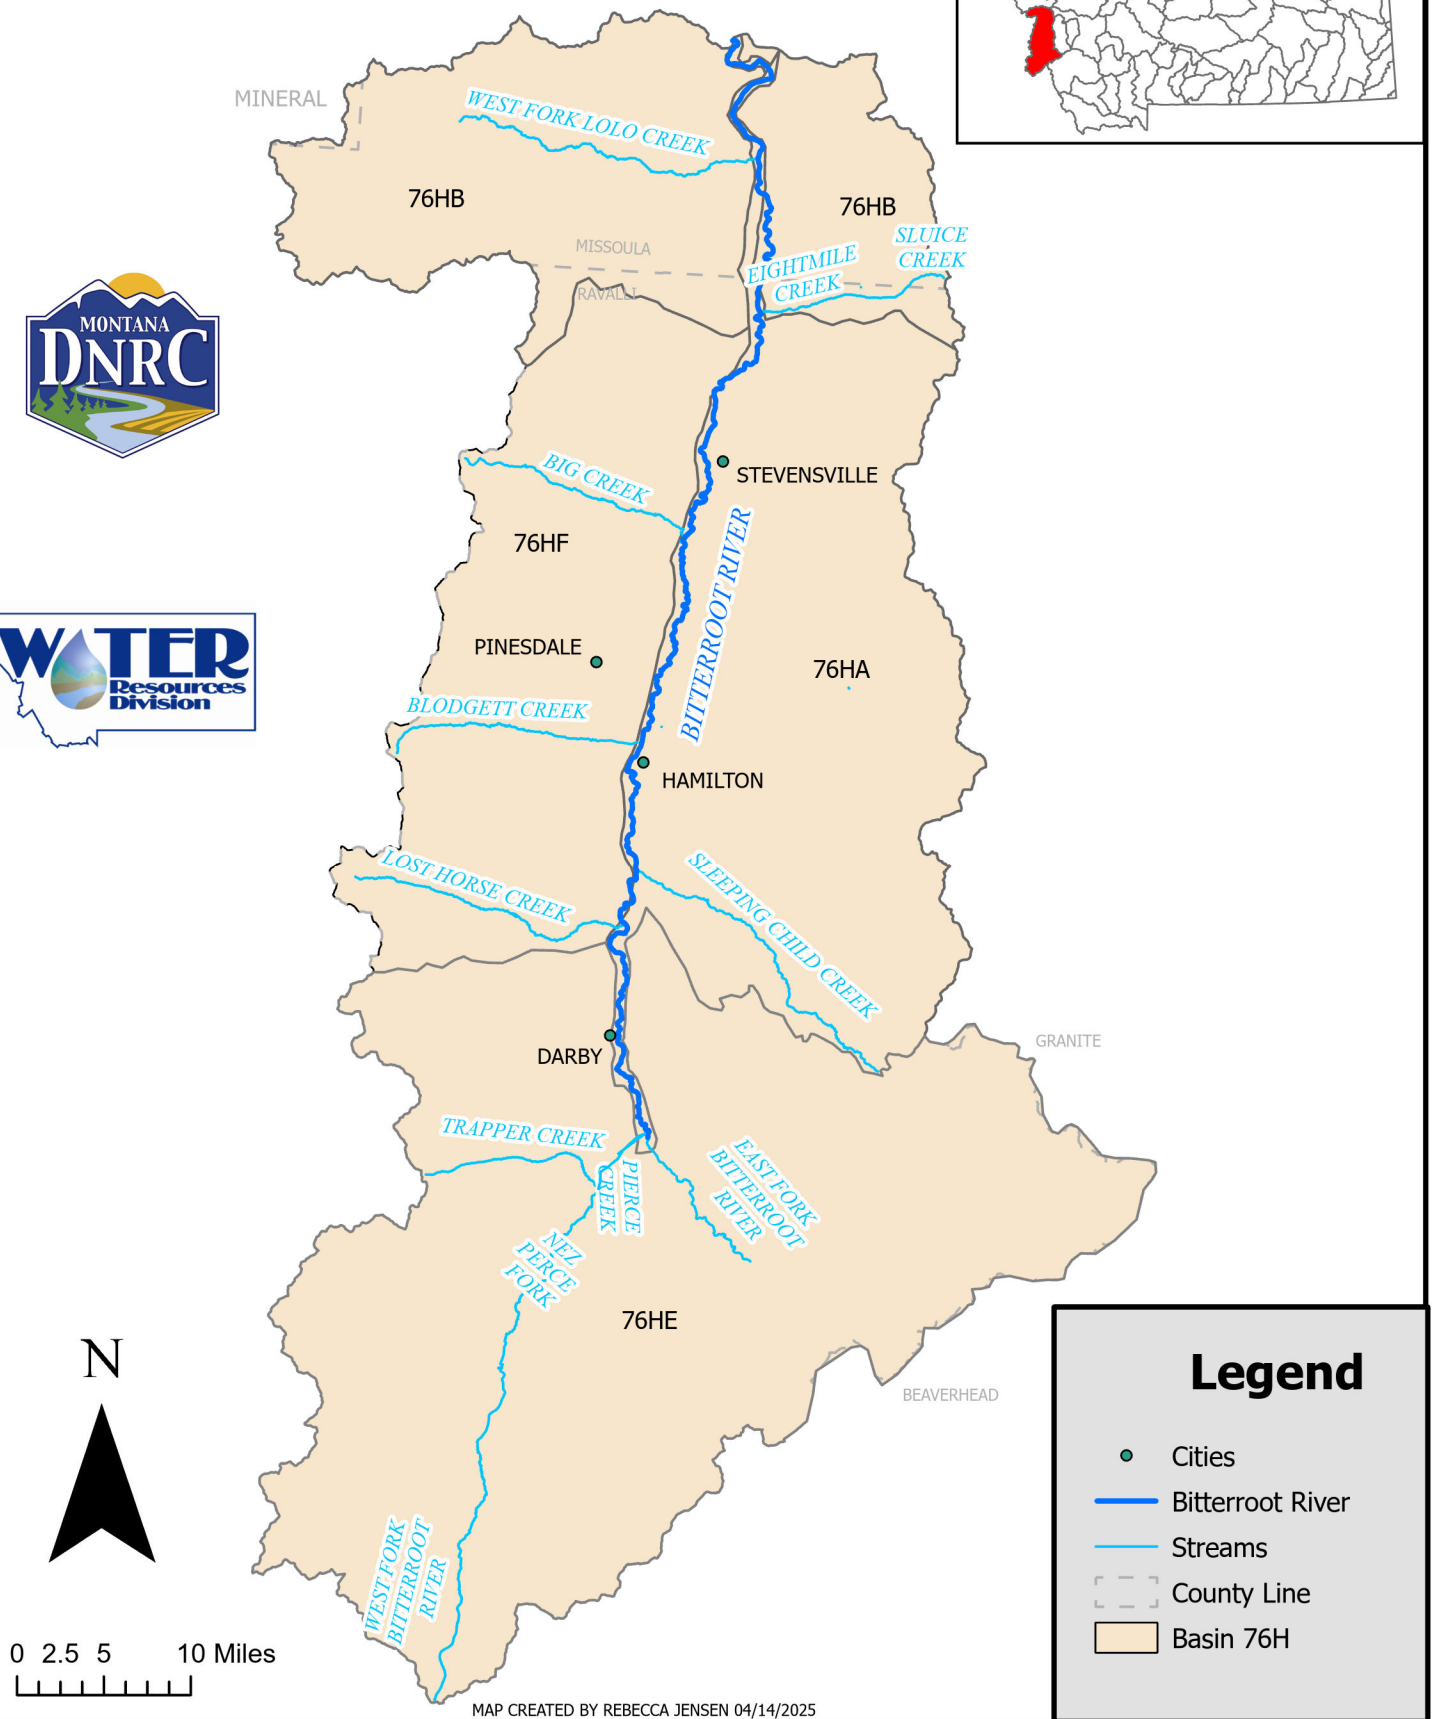 MINERAL
WEST FORK LOLO CREEK
76HB
76HB
SLUICE
CREEK
MISSOULA
EIGHTMILE
CREEK
RAVALLI
MONTANA
DNRC
BIG CREEK
STEVENSVILLE
76HF
BITTERROOT RIVER
WATER
Resources
Division
PINESDALE
76HA
BLODGETT CREEK
HAMILTON
LOST HORSE CREEK
SLEEPING CHILD CREEK
DARBY
GRANITE
TRAPPER CREEK
PIERCE
CREEK
EAST FORK
BITTERROOT
RIVER
NEZ
PERCE
FORK
76HE
N
BEAVERHEAD
Legend
Cities
Bitterroot River
Streams
County Line
Basin 76H
WEST FORK
BITTERROOT
RIVER
0 2.5 5 10 Miles
MAP CREATED BY REBECCA JENSEN 04/14/2025